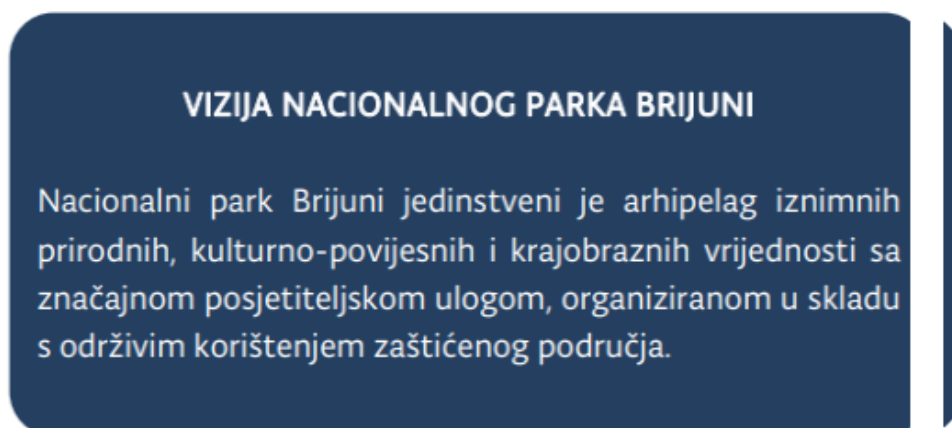 VIZIJA NACIONALNOG PARKA BRIJUNI
Nacionalni park Brijuni jedinstveni je arhipelag iznimnih
prirodnih, kulturno-povijesnih i krajobraznih vrijednosti sa
značajnom posjetiteljskom ulogom, organiziranom u skladu
s održivim korištenjem zaštićenog područja.